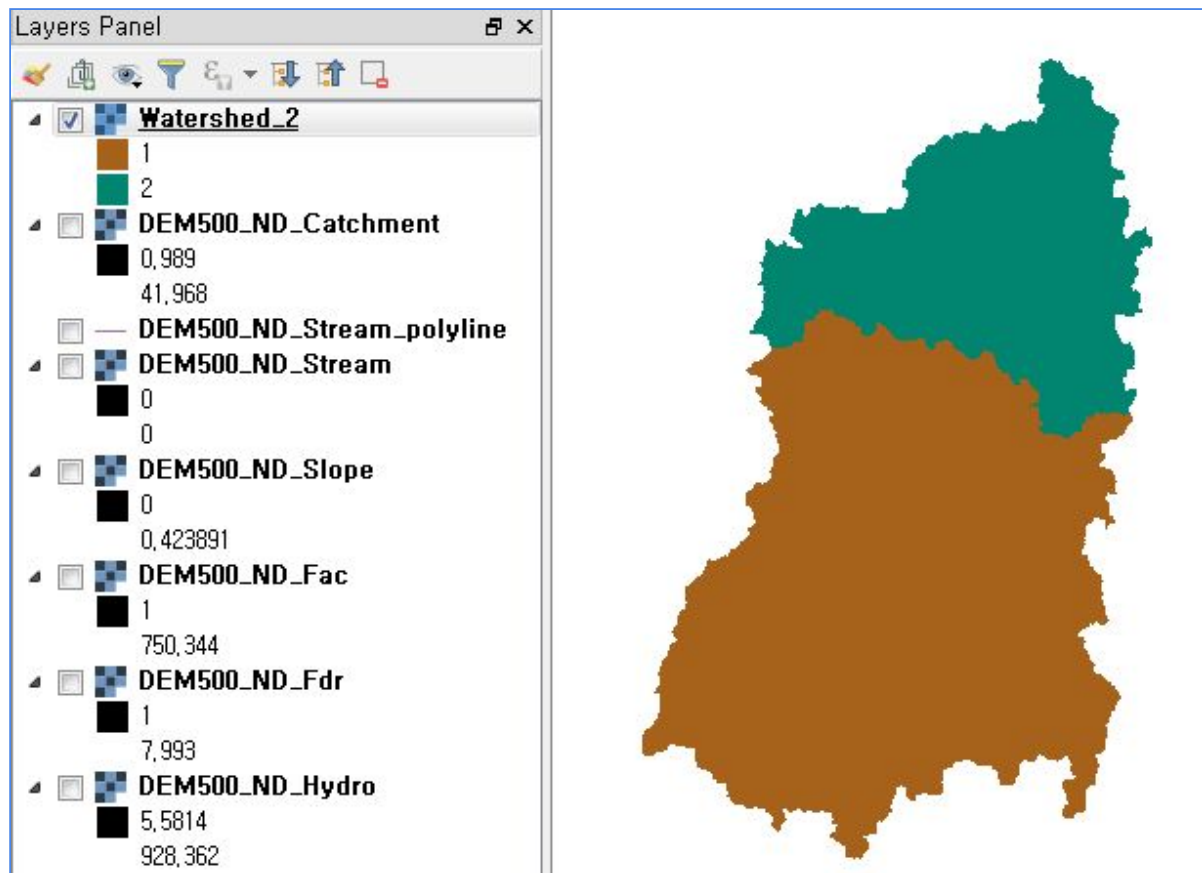 Layers Panel
Watershed_2
1
2
DEM500_ND_Catchment
0,989
41,968
DEM500_ND_Stream_polyline
DEM500_ND_Stream
0
0
DEM500_ND_Slope
0
0,423891
DEM500_ND_Fac
1
750,344
DEM500_ND_Fdr
1
7,993
DEM500_ND_Hydro
5,5814
928,362